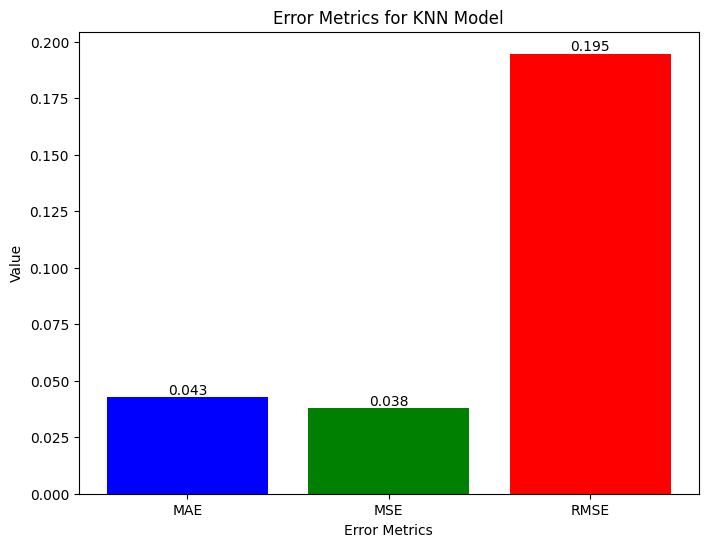 Error Metrics for KNN Model
0.200
0.175
0.150
0.125
0.100
0.075
0.050
0.025
0.000
Value
0.043
0.038
0.195
MAE
MSE
RMSE
Error Metrics